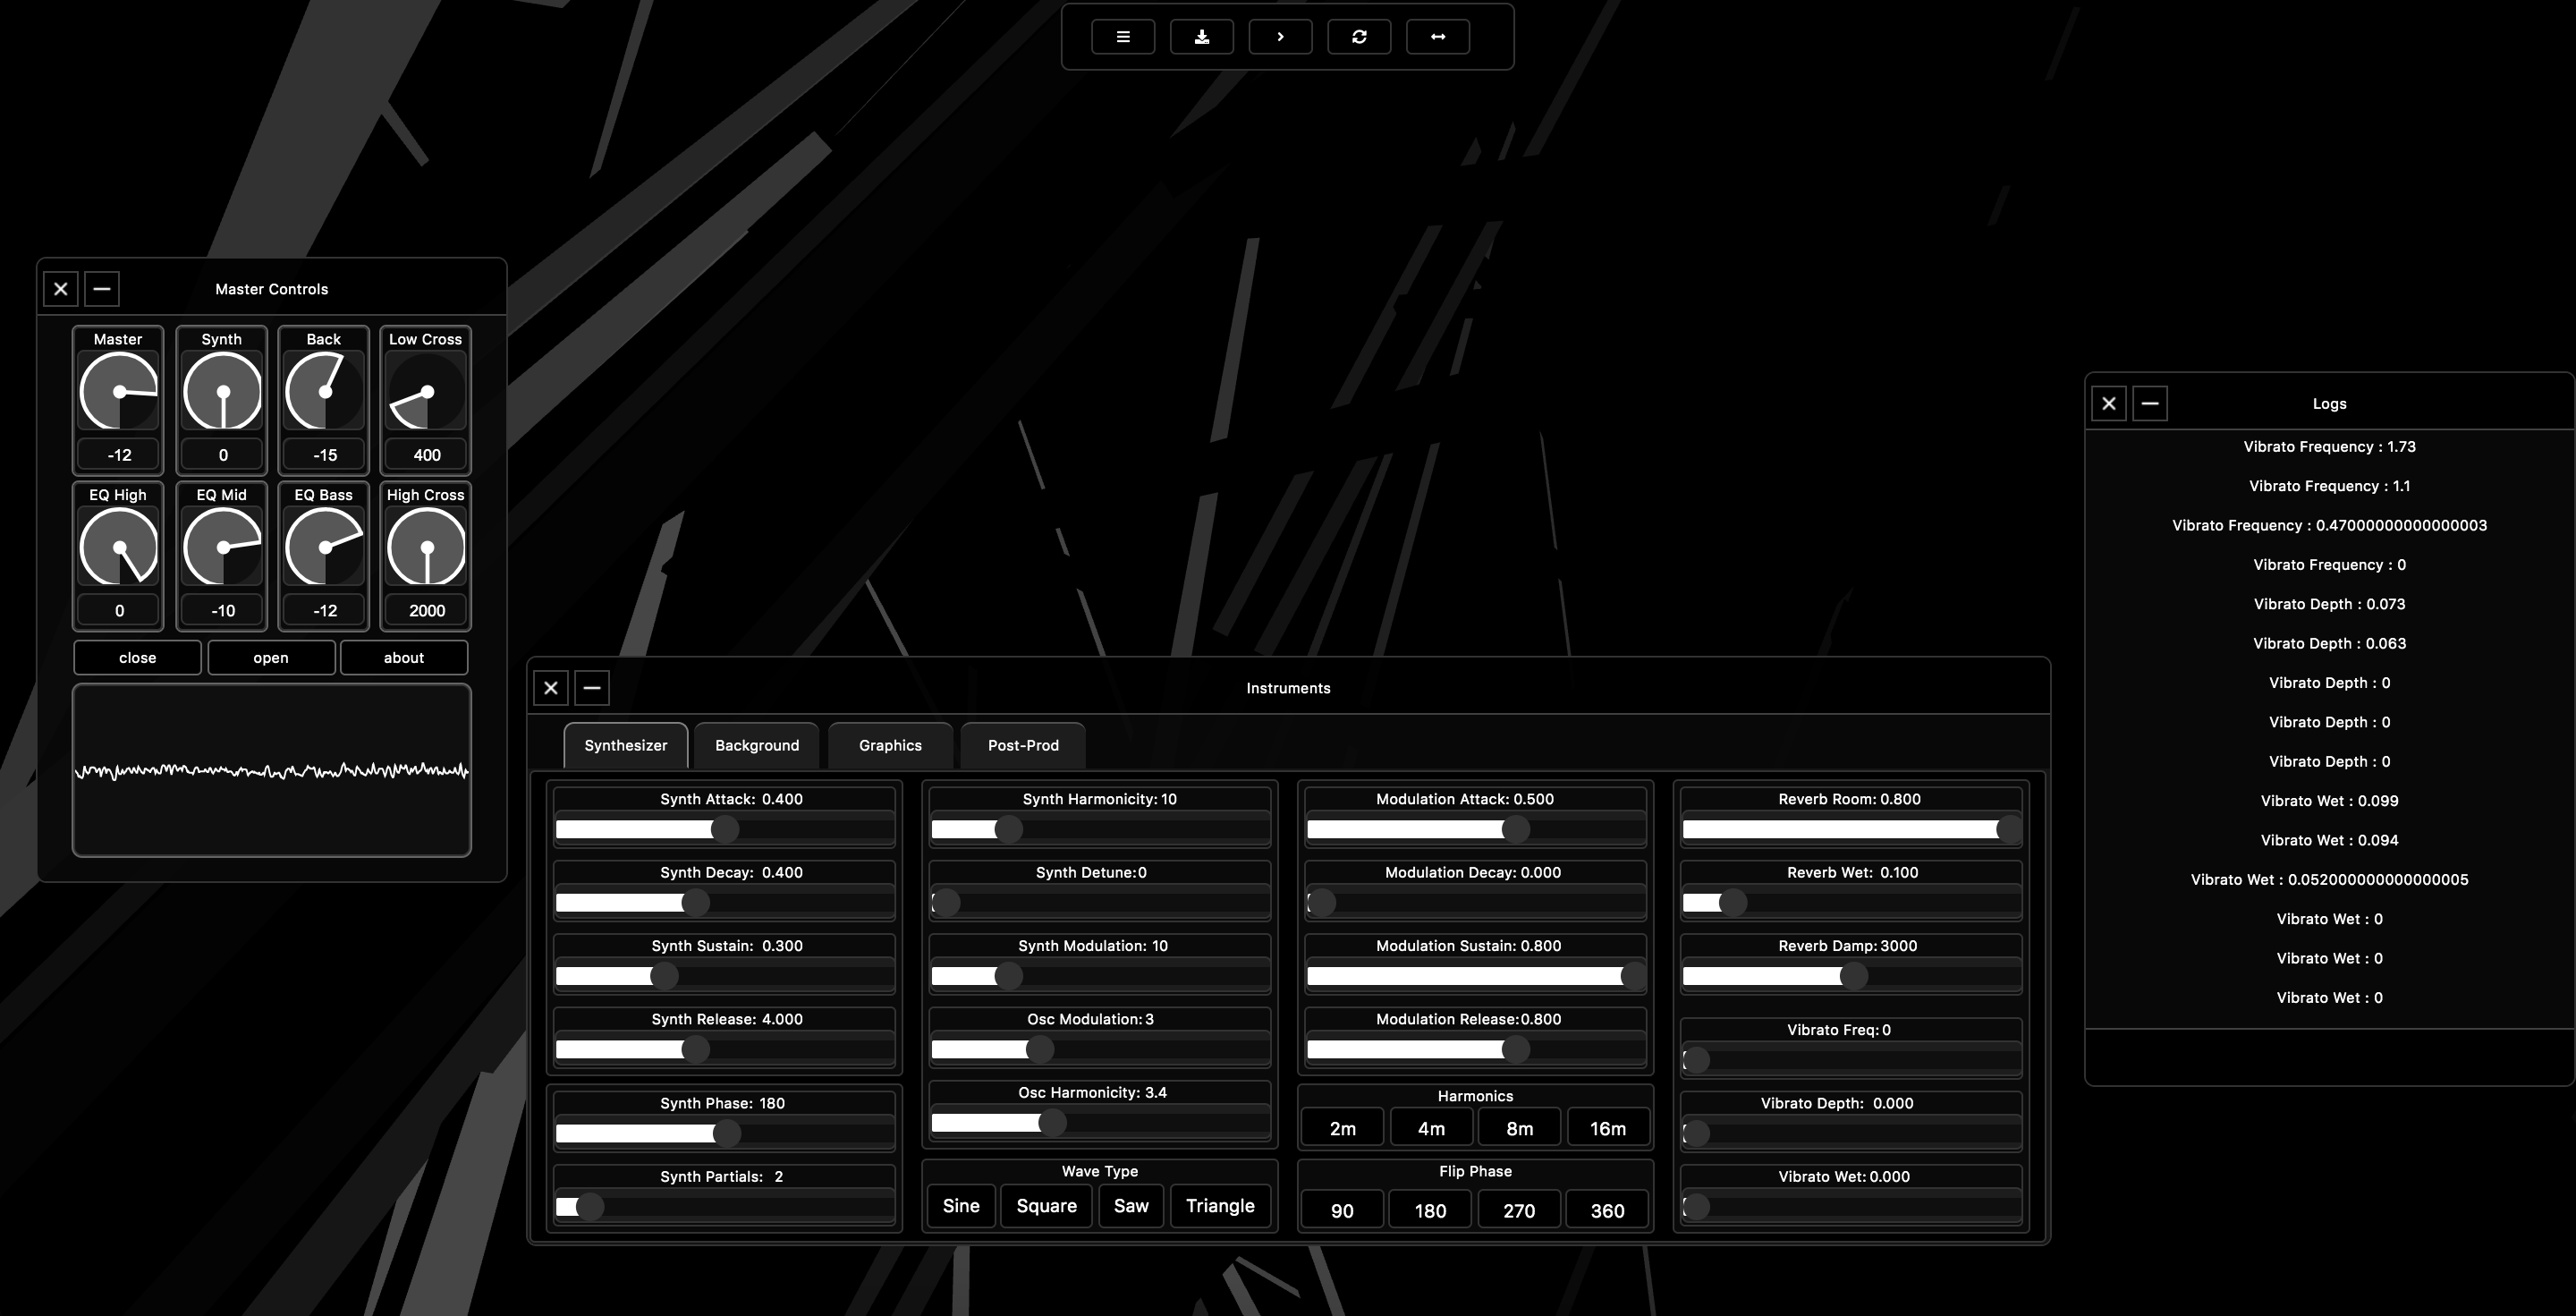 Master Controls
Master
Synth
Back
Low Cross
-12
0
-15
400
EQ High
EQ Mid
EQ Bass
High Cross
0
-10
-12
2000
close
open
about
Instruments
Synthesizer
Background
Graphics
Post-Prod
Synth Attack: 0.400
Synth Decay: 0.400
Synth Sustain: 0.300
Synth Release: 4.000
Synth Phase: 180
Synth Partials: 2
Synth Harmonicity: 10
Synth Detune: 0
Synth Modulation: 10
Osc Modulation: 3
Osc Harmonicity: 3.4
Wave Type
Sine
Square
Saw
Triangle
Modulation Attack: 0.500
Modulation Decay: 0.000
Modulation Sustain: 0.800
Modulation Release: 0.800
Harmonics
2m
4m
8m
16m
Flip Phase
90
180
270
360
Reverb Room: 0.800
Reverb Wet: 0.100
Reverb Damp: 3000
Vibrato Freq: 0
Vibrato Depth: 0.000
Vibrato Wet: 0.000
Logs
Vibrato Frequency : 1.73
Vibrato Frequency : 1.1
Vibrato Frequency : 0.47000000000000003
Vibrato Frequency : 0
Vibrato Depth : 0.073
Vibrato Depth : 0.063
Vibrato Depth : 0
Vibrato Depth : 0
Vibrato Depth : 0
Vibrato Wet : 0.099
Vibrato Wet : 0.094
Vibrato Wet : 0.052000000000000005
Vibrato Wet : 0
Vibrato Wet : 0
Vibrato Wet : 0